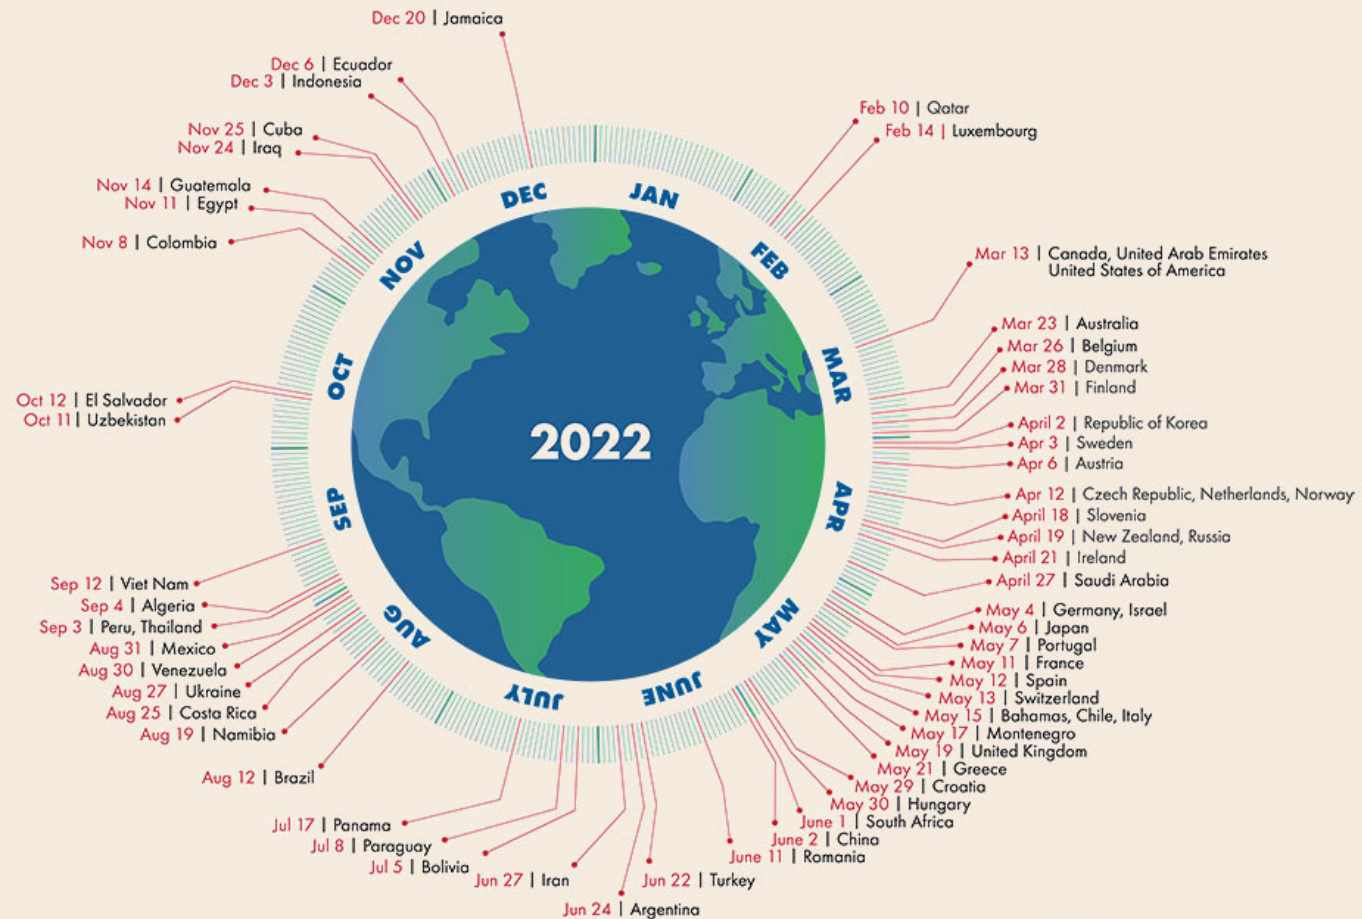 Dec 20 | Jamaica
Dec 6 | Ecuador
Dec 3 | Indonesia
Nov 25 | Cuba
Nov 24 | Iraq
Nov 14 | Guatemala
Nov 11 | Egypt
Nov 8 | Colombia
Oct 12 | El Salvador
Oct 11 | Uzbekistan
Sep 12 | Viet Nam
Sep 4 | Algeria
Sep 3 | Peru, Thailand
Aug 31 | Mexico
Aug 30 | Venezuela
Aug 27 | Ukraine
Aug 25 | Costa Rica
Aug 19 | Namibia
Aug 12 | Brazil
Jul 17 | Panama
Jul 8 | Paraguay
Jul 5 | Bolivia
Jun 27 | Iran
Jun 24 | Argentina
Jun 22 | Turkey
Feb 10 | Qatar
Feb 14 | Luxembourg
Mar 13 | Canada, United Arab Emirates
United States of America
Mar 23 | Australia
Mar 26 | Belgium
Mar 28 | Denmark
Mar 31 | Finland
April 2 | Republic of Korea
Apr 3 | Sweden
Apr 6 | Austria
Apr 12 | Czech Republic, Netherlands, Norway
April 18 | Slovenia
April 19 | New Zealand, Russia
April 21 | Ireland
April 27 | Saudi Arabia
May 4 | Germany, Israel
May 6 | Japan
May 7 | Portugal
May 11 | France
May 12 | Spain
May 13 | Switzerland
May 15 | Bahamas, Chile, Italy
May 17 | Montenegro
May 19 | United Kingdom
May 21 | Greece
May 29 | Croatia
May 30 | Hungary
June 1 | South Africa
June 2 | China
June 11 | Romania
JAN
FEB
MAR
APR
MAY
JUNE
JULY
AUG
SEP
OCT
NOV
DEC
2022